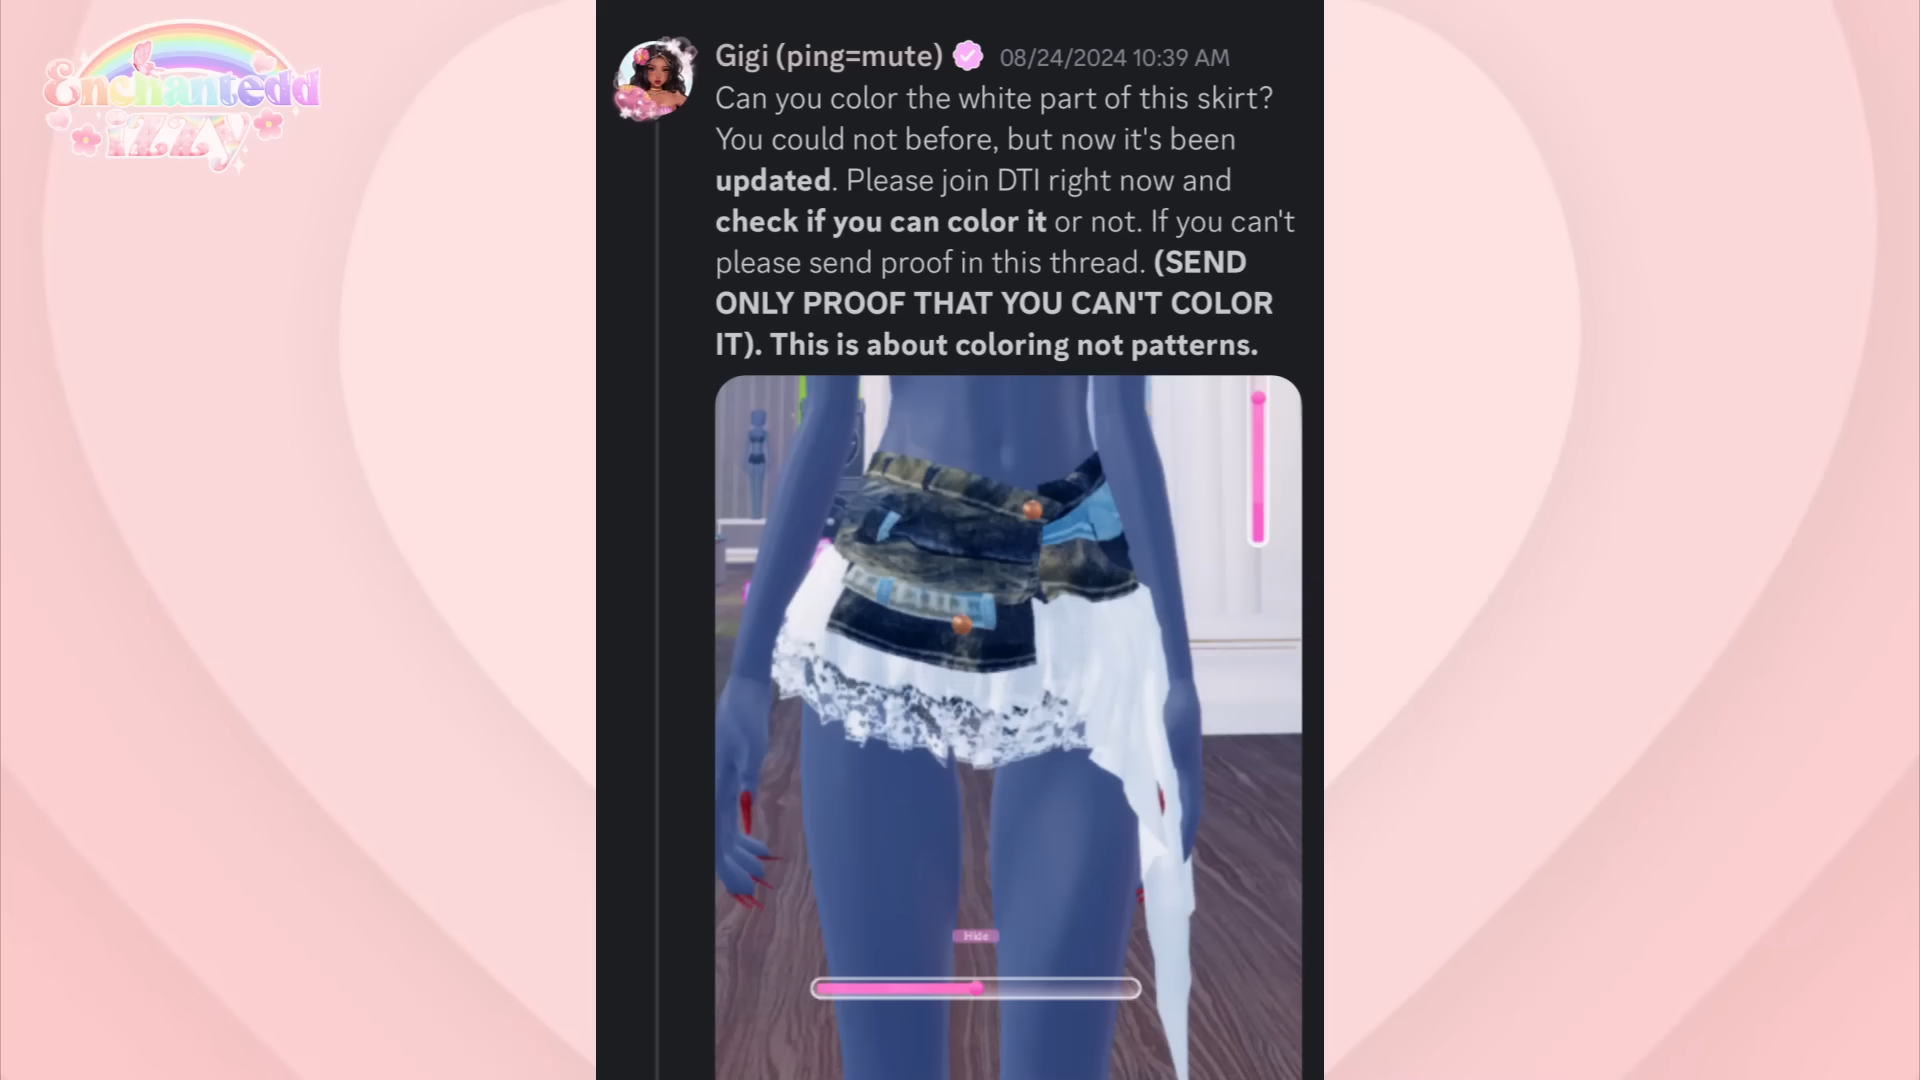 Enchantedd
izzy
Gigi (ping=mute) 08/24/2024 10:39 AM
Can you color the white part of this skirt?
You could not before, but now it's been
updated. Please join DTI right now and
check if you can color it or not. If you can't
please send proof in this thread. (SEND
ONLY PROOF THAT YOU CAN'T COLOR
IT). This is about coloring not patterns.
Hide